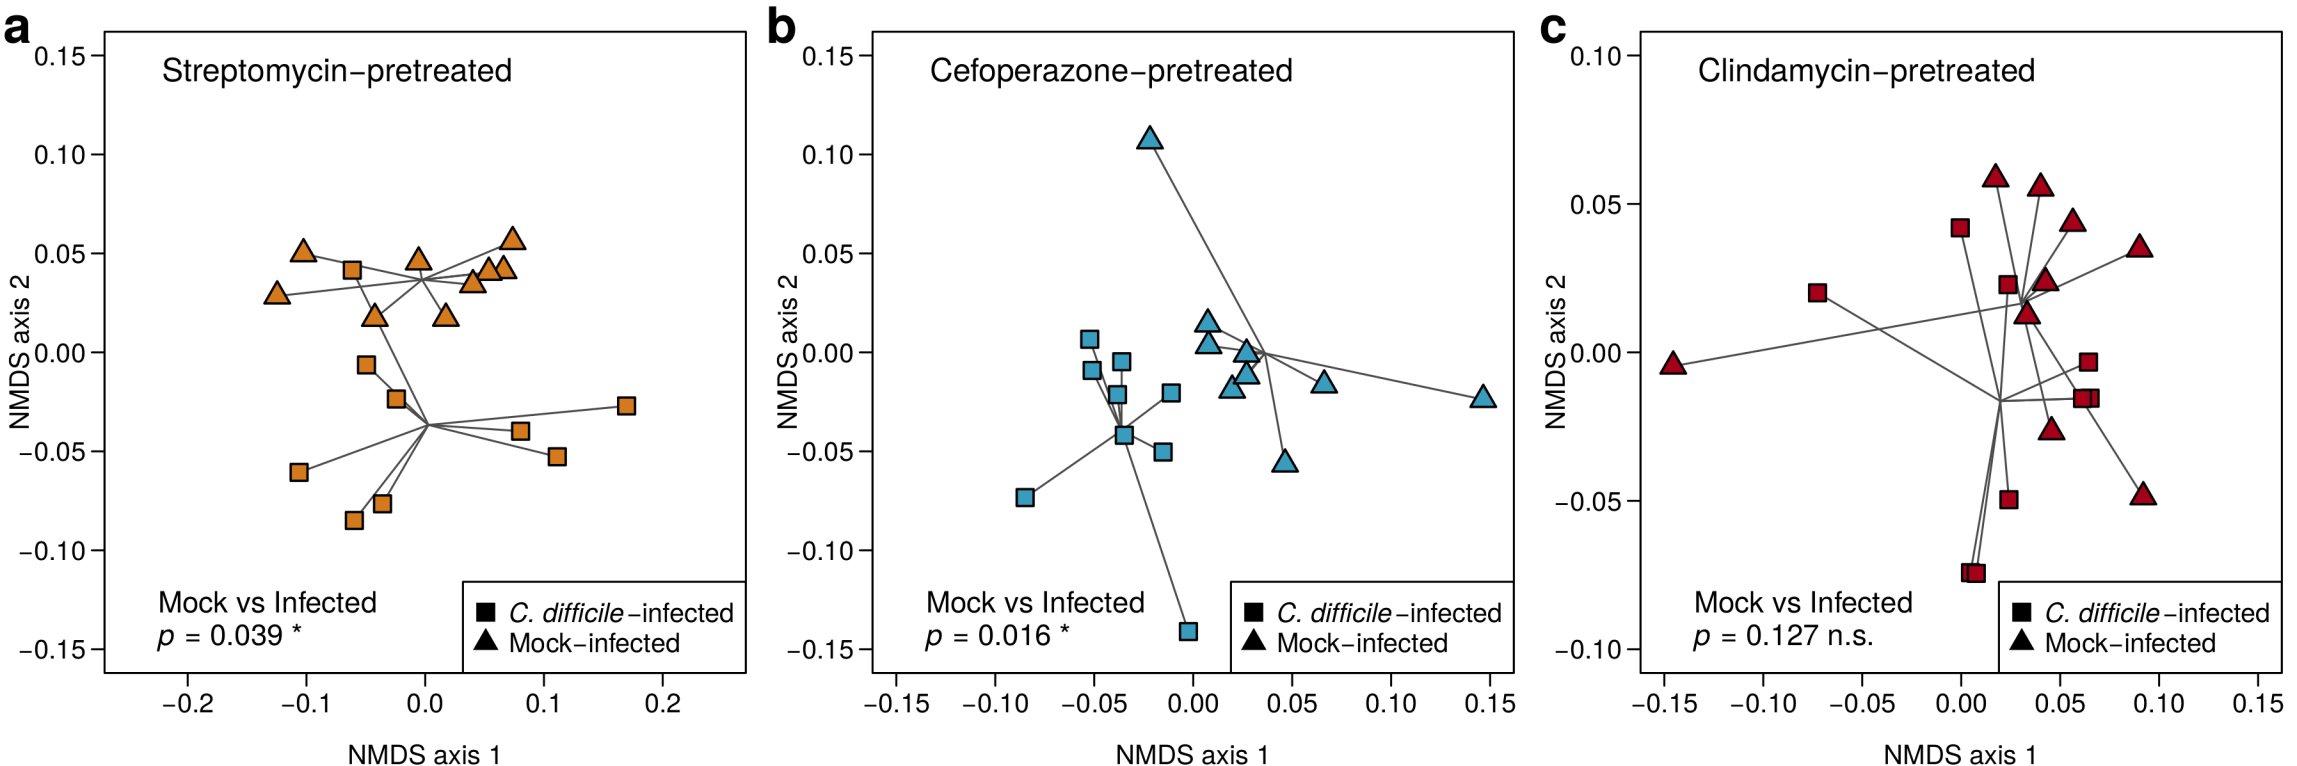 a
Streptomycin−pretreated
NMDS axis 2
0.15
0.10
0.05
0.00
−0.05
−0.10
−0.15
Mock vs Infected
p = 0.039 *
C. difficile−infected
Mock−infected
−0.2 −0.1 0.0 0.1 0.2
NMDS axis 1
b
Cefoperazone−pretreated
NMDS axis 2
0.15
0.10
0.05
0.00
−0.05
−0.10
−0.15
Mock vs Infected
p = 0.016 *
C. difficile−infected
Mock−infected
−0.15 −0.10 −0.05 0.00 0.05 0.10 0.15
NMDS axis 1
c
Clindamycin−pretreated
NMDS axis 2
0.10
0.05
0.00
−0.05
−0.10
Mock vs Infected
p = 0.127 n.s.
C. difficile−infected
Mock−infected
−0.15 −0.10 −0.05 0.00 0.05 0.10 0.15
NMDS axis 1